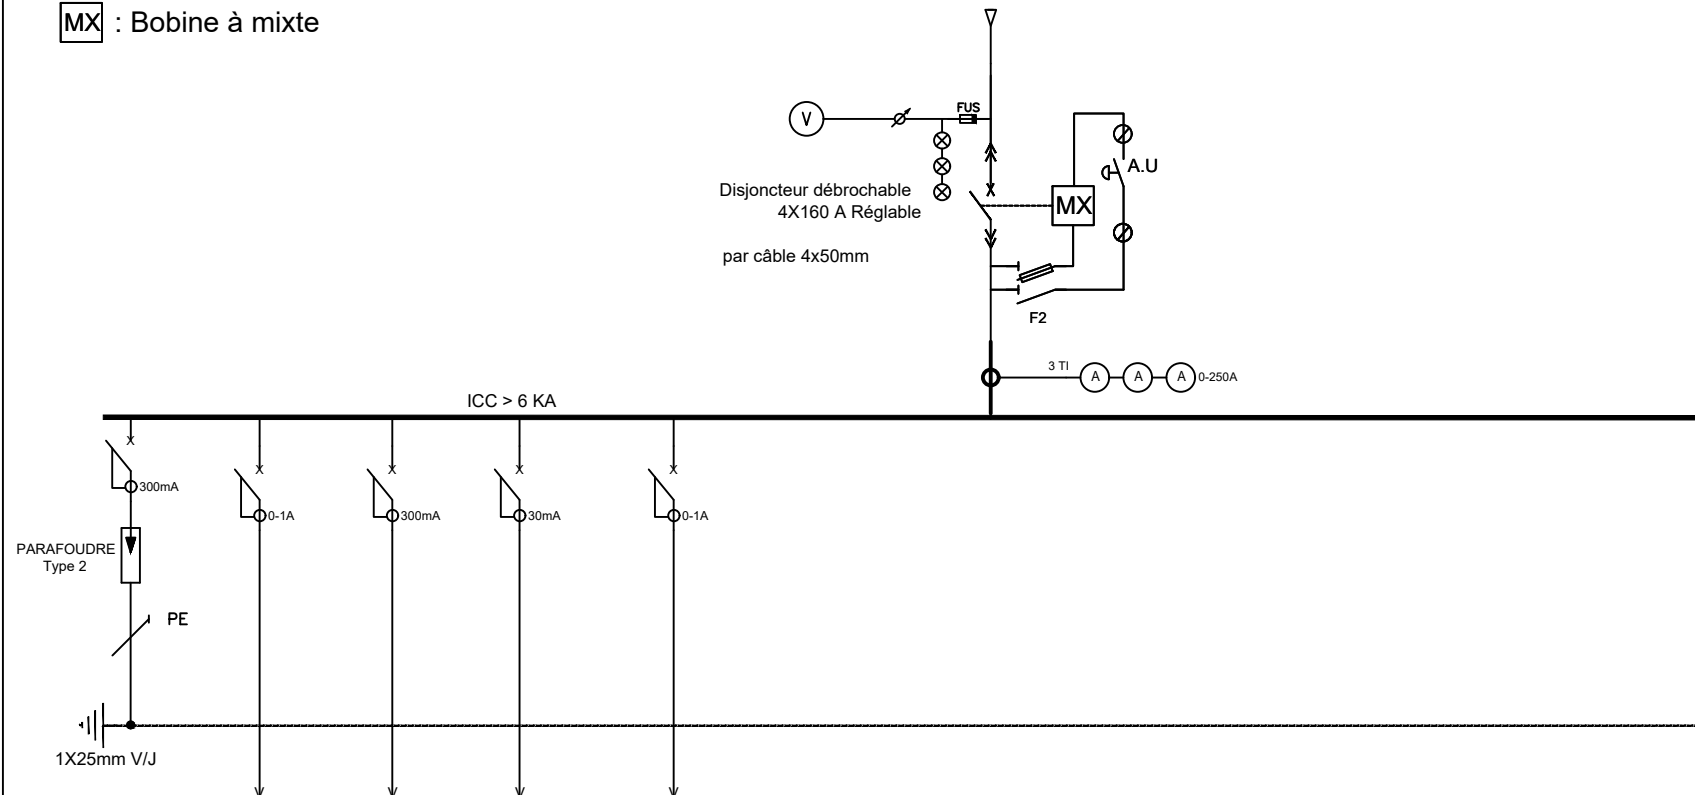 MX : Bobine à mixte
FUS
V
A.U
Disjoncteur débrochable
4X160 A Réglable
MX
par câble 4x50mm
F2
3 TI
A A A 0-250A
ICC > 6 KA
300mA
0-1A 300mA 30mA 0-1A
PARAFOUDRE
Type 2
PE
1X25mm V/J